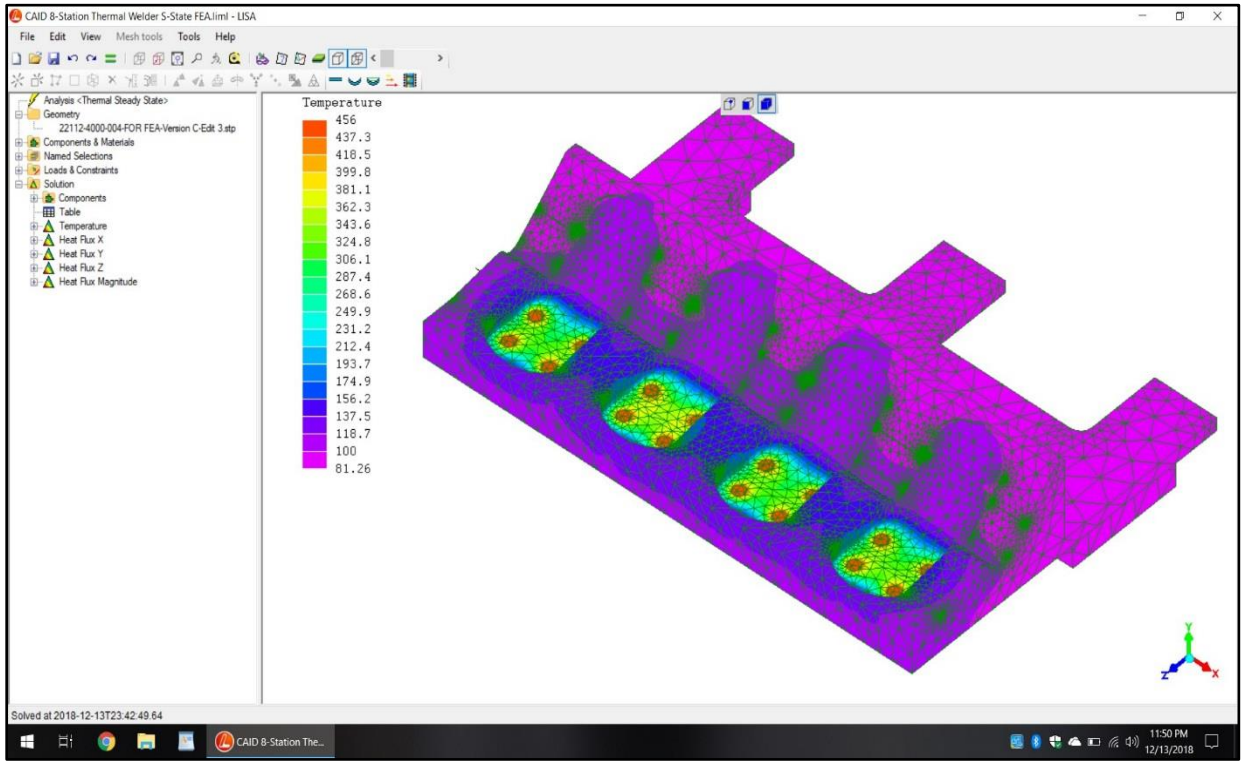 CAID 8-Station Thermal Welder S-State FEA.liml - LISA
File Edit View Mesh tools Tools Help
Analysis <Thermal Steady State>
Geometry
22112-4000-004-FOR FEA-Version C-Edit 3.stp
Components & Materials
Named Selections
Loads & Constraints
Solution
Components
Table
Temperature
Heat Flux X
Heat Flux Y
Heat Flux Z
Heat Flux Magnitude
Temperature
456
437.3
418.5
399.8
381.1
362.3
343.6
324.8
306.1
287.4
268.6
249.9
231.2
212.4
193.7
174.9
156.2
137.5
118.7
100
81.26
Y
Z
X
Solved at 2018-12-13T23:42:49.64
CAID 8-Station The...
11:50 PM
12/13/2018